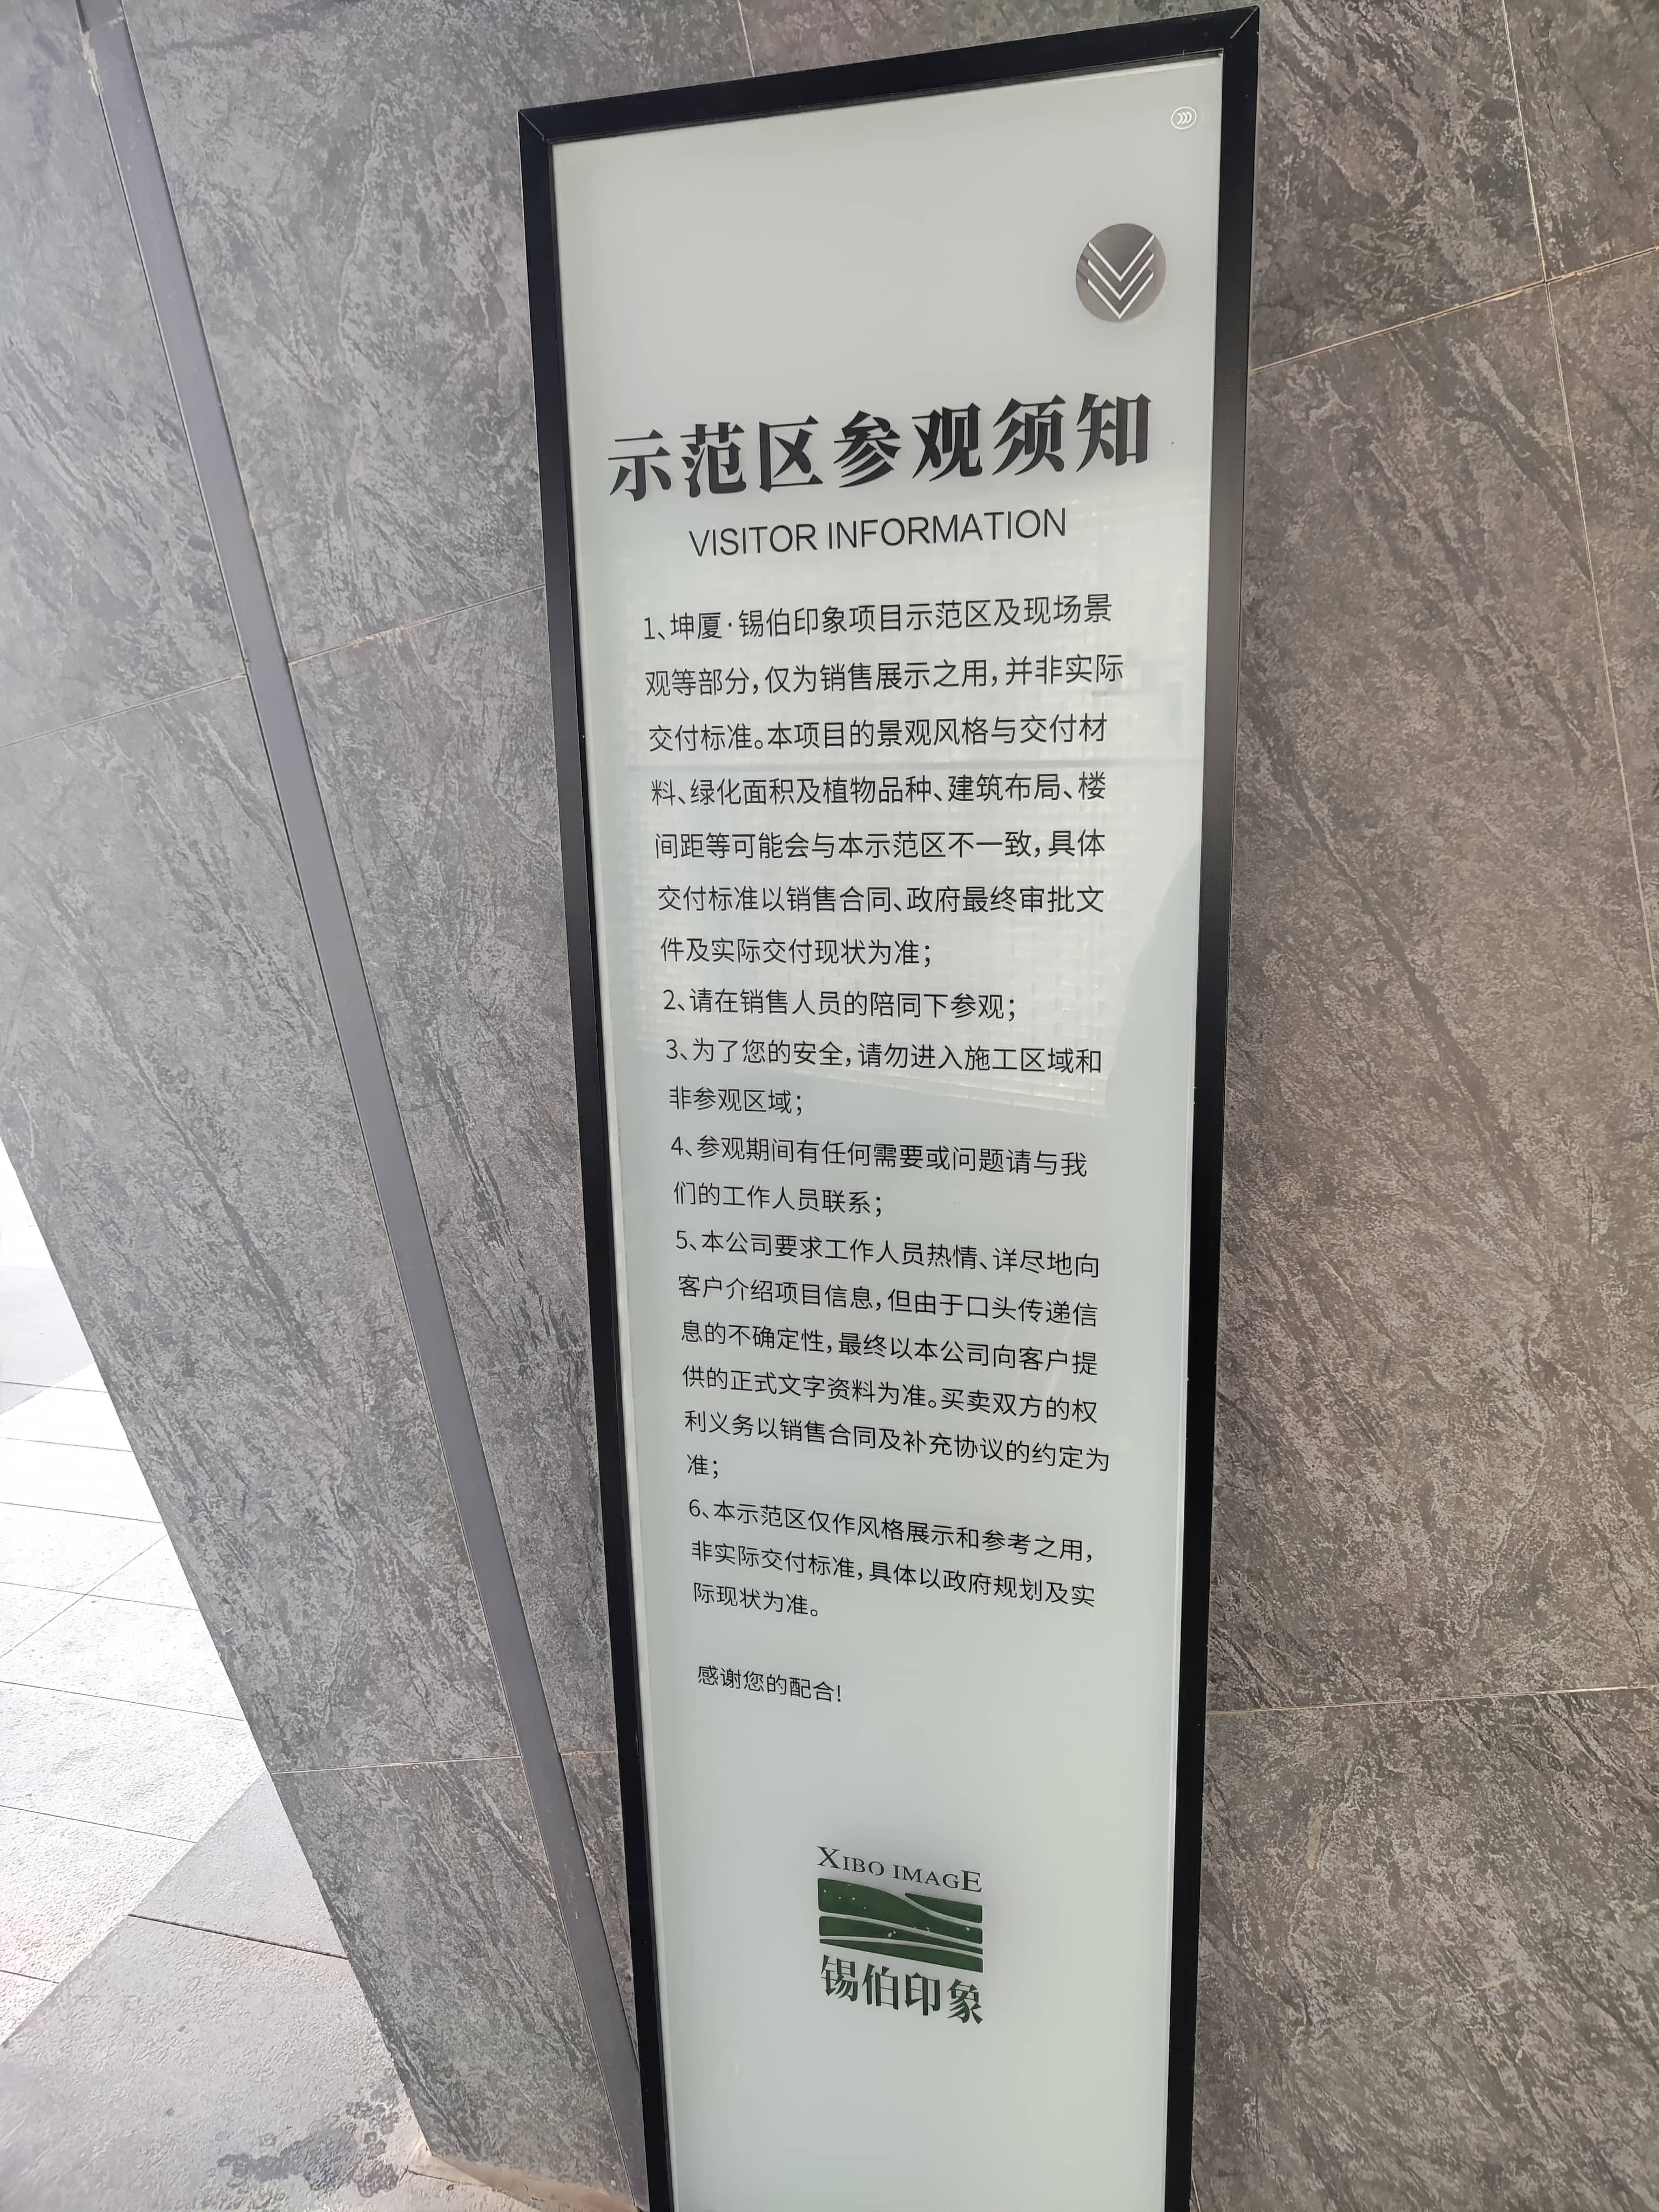 示范区参观须知
VISITOR INFORMATION
1、坤厦·锡伯印象项目示范区及现场景
观等部分,仅为销售展示之用,并非实际
交付标准。本项目的景观风格与交付材
料、绿化面积及植物品种、建筑布局、楼
间距等可能会与本示范区不一致,具体
交付标准以销售合同、政府最终审批文
件及实际交付现状为准;
2、请在销售人员的陪同下参观;
3、为了您的安全,请勿进入施工区域和
非参观区域;
4、参观期间有任何需要或问题请与我
们的工作人员联系;
5、本公司要求工作人员热情、详尽地向
客户介绍项目信息,但由于口头传递信
息的不确定性,最终以本公司向客户提
供的正式文字资料为准。买卖双方的权
利义务以销售合同及补充协议的约定为
准;
6、本示范区仅作风格展示和参考之用,
非实际交付标准,具体以政府规划及实
际现状为准。
感谢您的配合!
XIBO IMAGE
锡伯印象